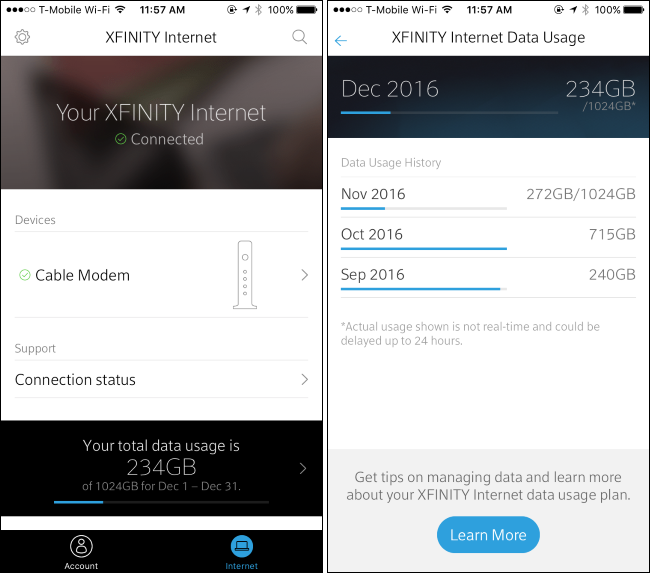 T-Mobile Wi-Fi 11:57 AM 100%
XFINITY Internet
Your XFINITY Internet
Connected
Devices
Cable Modem
Support
Connection status
Your total data usage is
234GB
of 1024GB for Dec 1 – Dec 31.
Account
Internet
T-Mobile Wi-Fi 11:57 AM 100%
XFINITY Internet Data Usage
Dec 2016 234GB
/1024GB*
Data Usage History
Nov 2016 272GB/1024GB
Oct 2016 715GB
Sep 2016 240GB
*Actual usage shown is not real-time and could be
delayed up to 24 hours.
Get tips on managing data and learn more
about your XFINITY Internet data usage plan.
Learn More